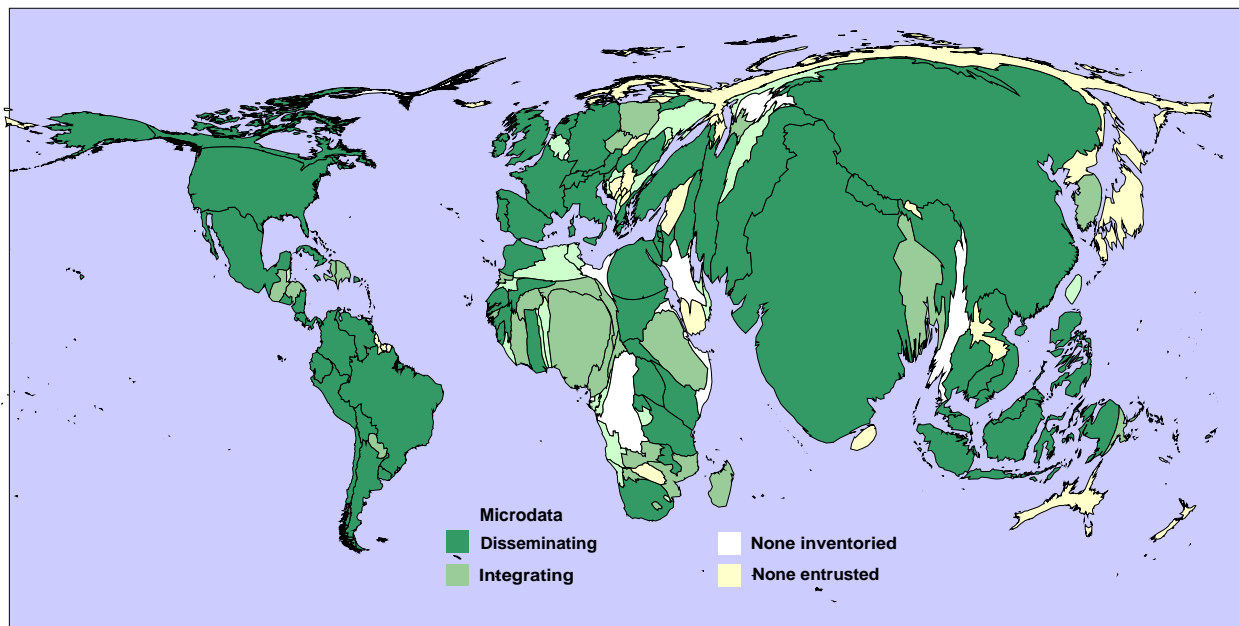 Microdata
Disseminating
None inventoried
Integrating
None entrusted